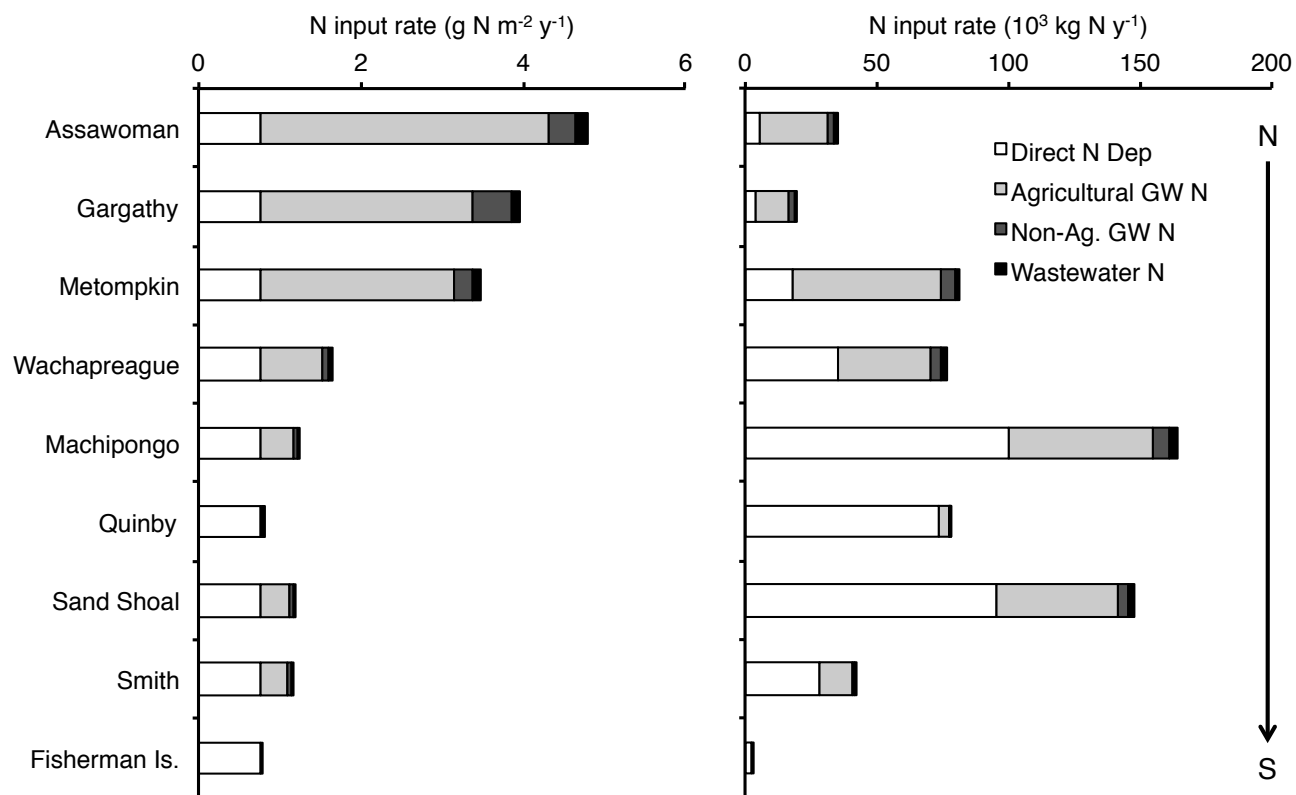 N input rate (g N m⁻² y⁻¹)
N input rate (10³ kg N y⁻¹)
0 2 4 6
0 50 100 150 200
Assawoman
Gargathy
Metompkin
Wachapreague
Machipongo
Quinby
Sand Shoal
Smith
Fisherman Is.
N
Direct N Dep
Agricultural GW N
Non-Ag. GW N
Wastewater N
S